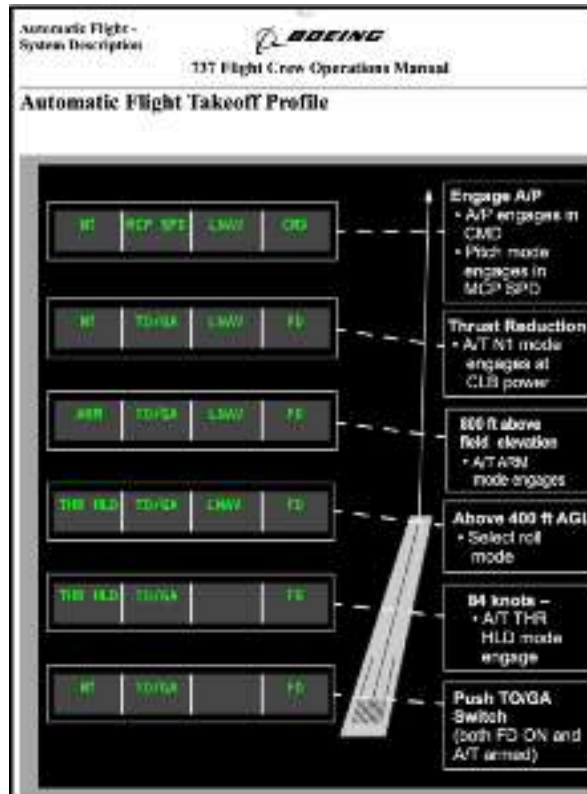 Automatic Flight -
System Description
BOEING
737 Flight Crew Operations Manual
Automatic Flight Takeoff Profile
N1 MCP SPD LNAV CMD
Engage A/P
• A/P engages in
CMD
• Pitch mode
engages in
MCP SPD
N1 TO/GA LNAV FD
Thrust Reduction
• A/T N1 mode
engages at
CLB power
ARM TO/GA LNAV FD
800 ft above
field elevation
• A/T ARM
mode engages
THR HLD TO/GA LNAV FD
Above 400 ft AGL
• Select roll
mode
THR HLD TO/GA FD
84 knots –
• A/T THR
HLD mode
engage
N1 TO/GA FD
Push TO/GA
Switch
(both FD ON and
A/T armed)